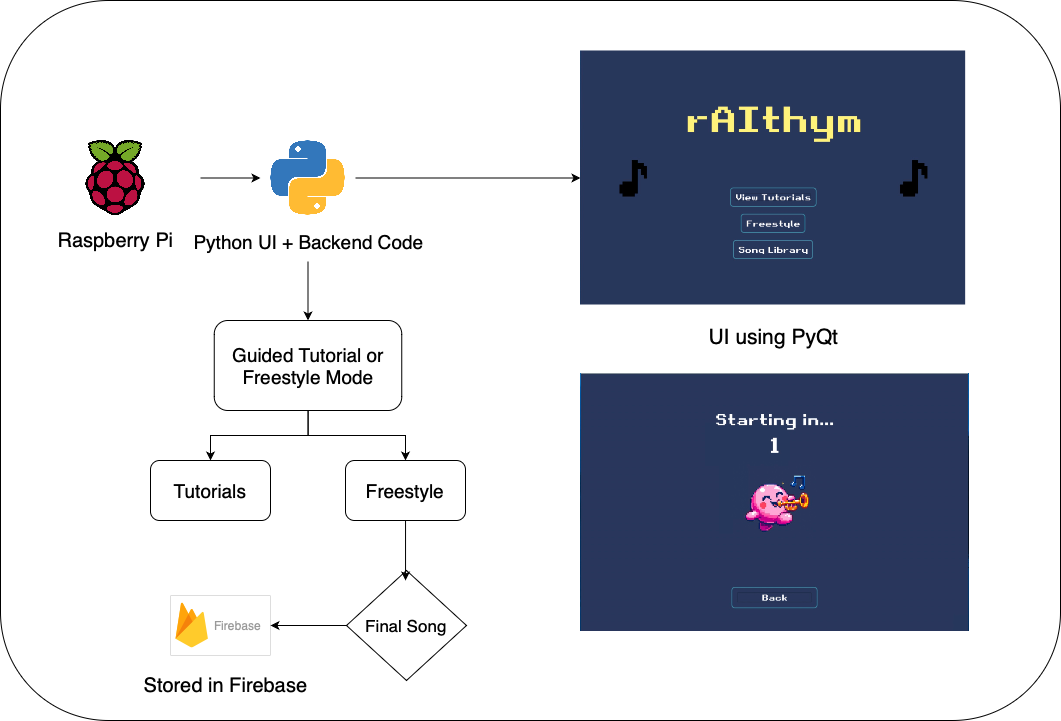 rAIthym
View Tutorials
Freestyle
Song Library
Raspberry Pi
Python UI + Backend Code
UI using PyQt
Guided Tutorial or
Freestyle Mode
Starting in...
1
Tutorials
Freestyle
Back
Firebase
Final Song
Stored in Firebase